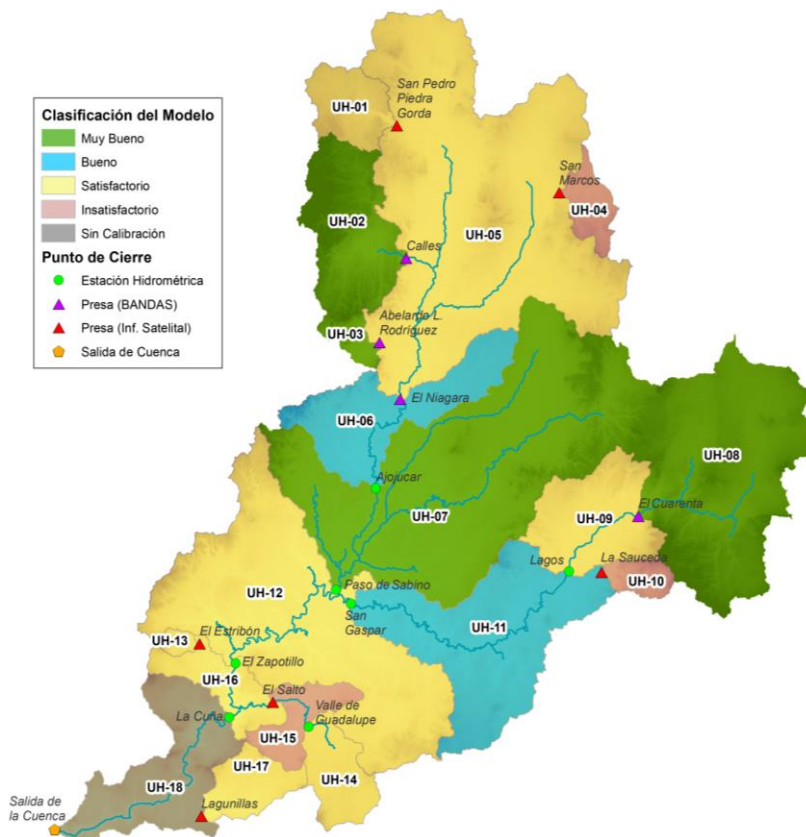 Clasificación del Modelo
Muy Bueno
Bueno
Satisfactorio
Insatisfactorio
Sin Calibración
Punto de Cierre
Estación Hidrométrica
Presa (BANDAS)
Presa (Inf. Satelital)
Salida de Cuenca
San Pedro
Piedra
Gorda
UH-01
San
Marcos
UH-04
UH-02
UH-05
Calles
Abelardo L.
Rodríguez
UH-03
El Niagara
UH-06
UH-08
Ajojucar
El Cuarenta
UH-09
UH-07
Lagos
La Sauceda
UH-10
Paso de Sabino
UH-12
San
Gaspar
UH-11
El Estribón
UH-13
El Zapotillo
UH-16
El Salto
Valle de
Guadalupe
La Cuña
UH-15
UH-17
UH-14
UH-18
Salida de
la Cuenca
Lagunillas